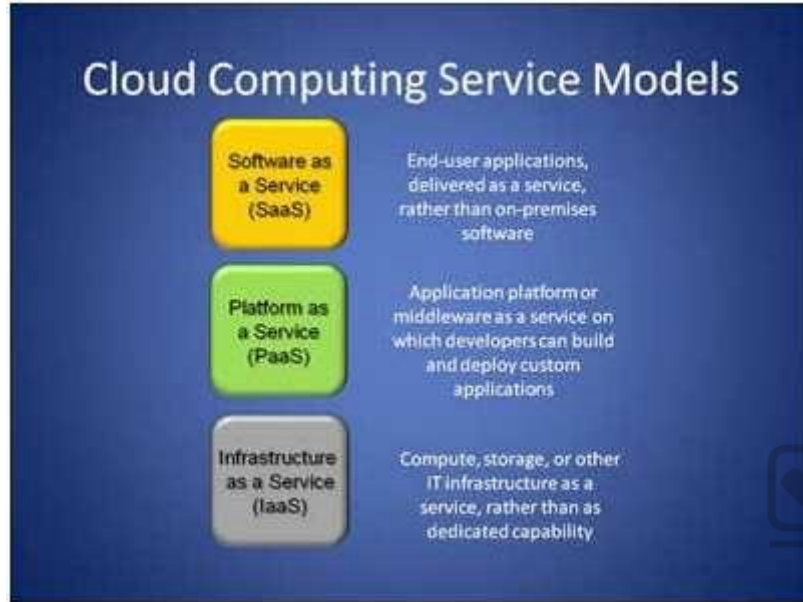 Cloud Computing Service Models
Software as
a Service
(SaaS)
End-user applications,
delivered as a service,
rather than on-premises
software
Platform as
a Service
(PaaS)
Application platform or
middleware as a service on
which developers can build
and deploy custom
applications
Infrastructure
as a Service
(IaaS)
Compute, storage, or other
IT infrastructure as a
service, rather than as
dedicated capability